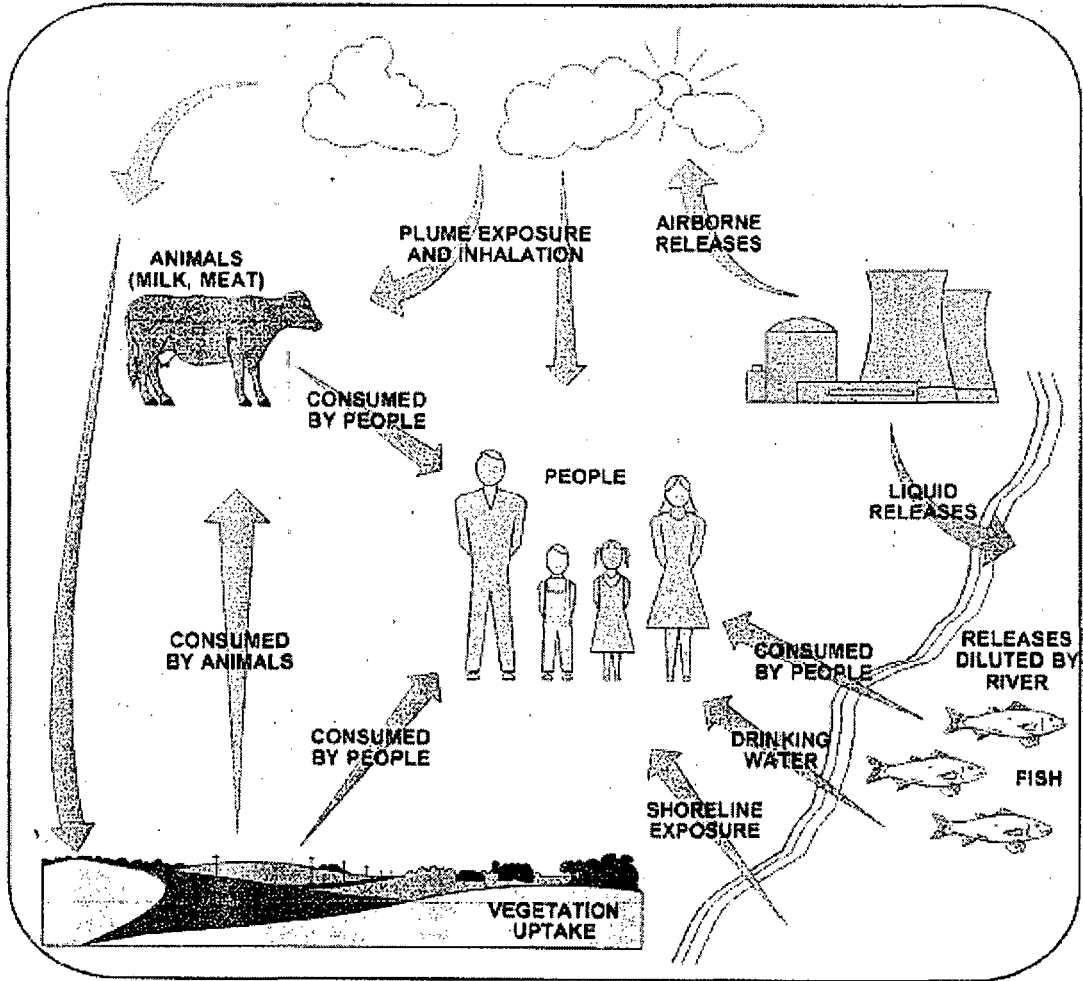 AIRBORNE
RELEASES
PLUME EXPOSURE
AND INHALATION
ANIMALS
(MILK, MEAT)
CONSUMED
BY PEOPLE
PEOPLE
LIQUID
RELEASES
CONSUMED
BY ANIMALS
CONSUMED
BY PEOPLE
RELEASES
DILUTED BY
RIVER
CONSUMED
BY PEOPLE
DRINKING
WATER
FISH
SHORELINE
EXPOSURE
VEGETATION
UPTAKE